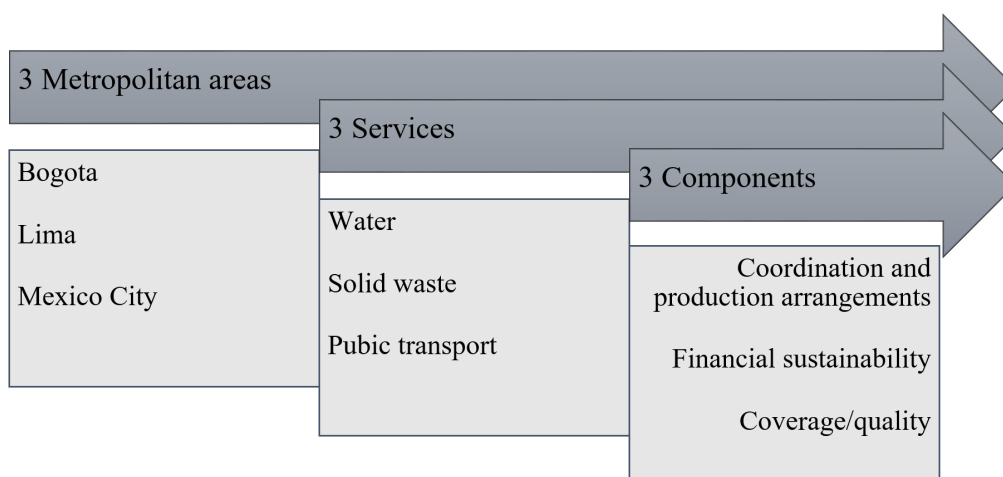 3 Metropolitan areas
Bogota
Lima
Mexico City
3 Services
Water
Solid waste
Pubic transport
3 Components
Coordination and
production arrangements
Financial sustainability
Coverage/quality